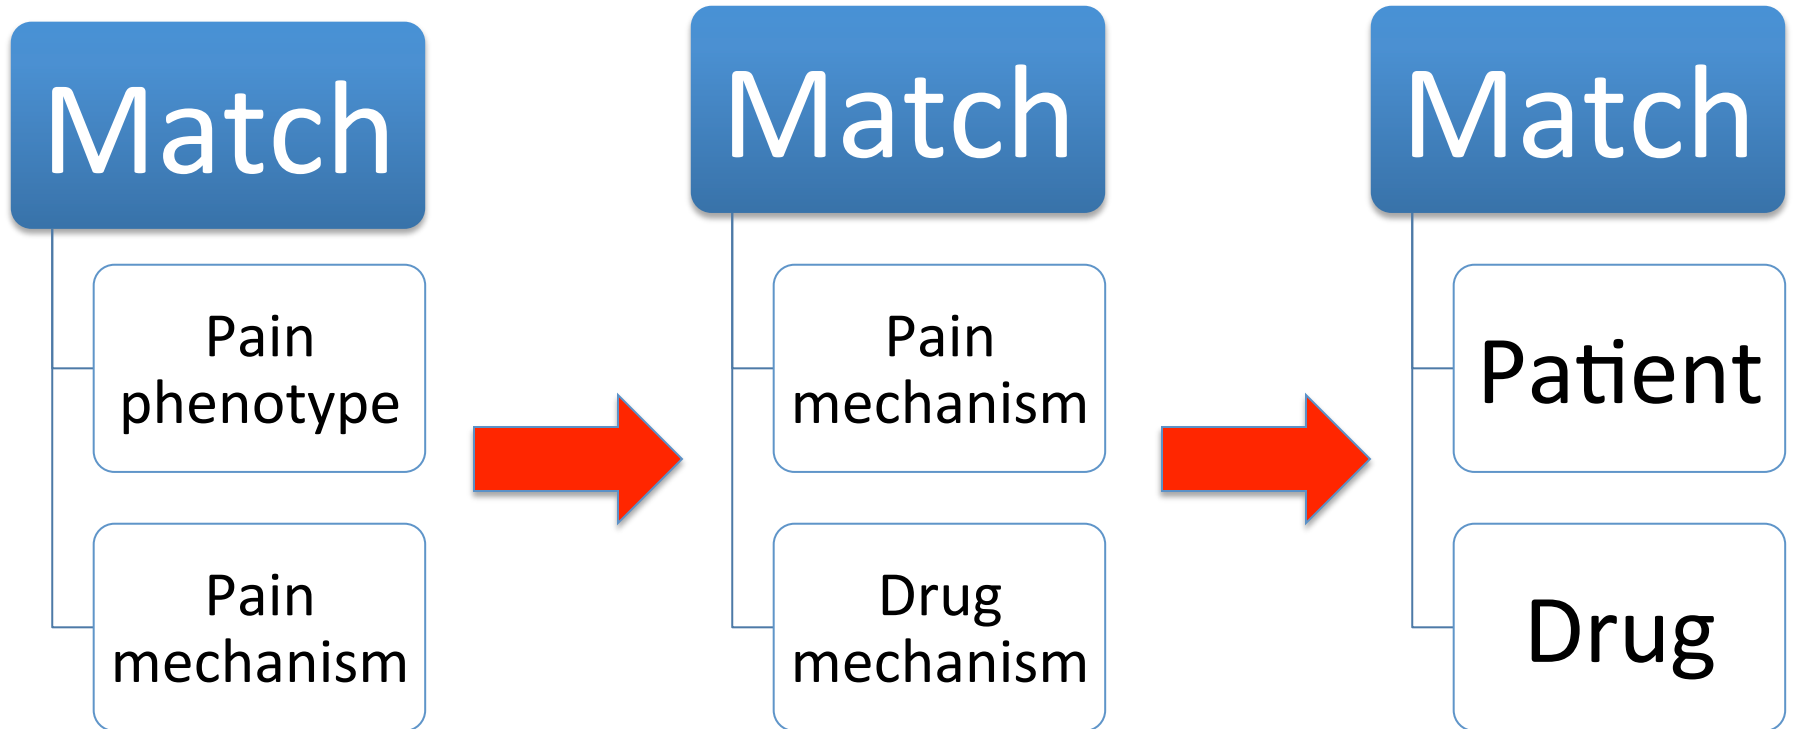 Match
Pain
phenotype
Pain
mechanism
Match
Pain
mechanism
Drug
mechanism
Match
Patient
Drug